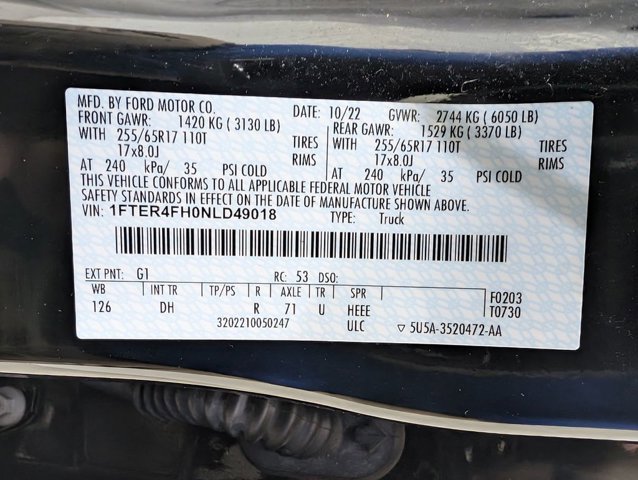 MFD. BY FORD MOTOR CO. DATE: 10/22 GVWR: 2744 KG ( 6050 LB)
FRONT GAWR: 1420 KG ( 3130 LB) REAR GAWR: 1529 KG ( 3370 LB)
WITH 255/65R17 110T TIRES WITH 255/65R17 110T TIRES
17x8.0J RIMS 17x8.0J RIMS
AT 240 kPa/ 35 PSI COLD AT 240 kPa/ 35 PSI COLD
THIS VEHICLE CONFORMS TO ALL APPLICABLE FEDERAL MOTOR VEHICLE
SAFETY STANDARDS IN EFFECT ON THE DATE OF MANUFACTURE SHOWN ABOVE.
VIN: 1FTER4FH0NLD49018 TYPE: Truck
EXT PNT: G1 RC: 53 DSO:
WB INT TR TP/PS R AXLE TR SPR F0203
126 DH R 71 U HEEE T0730
3202210050247 ULC ▽ 5U5A-3520472-AA